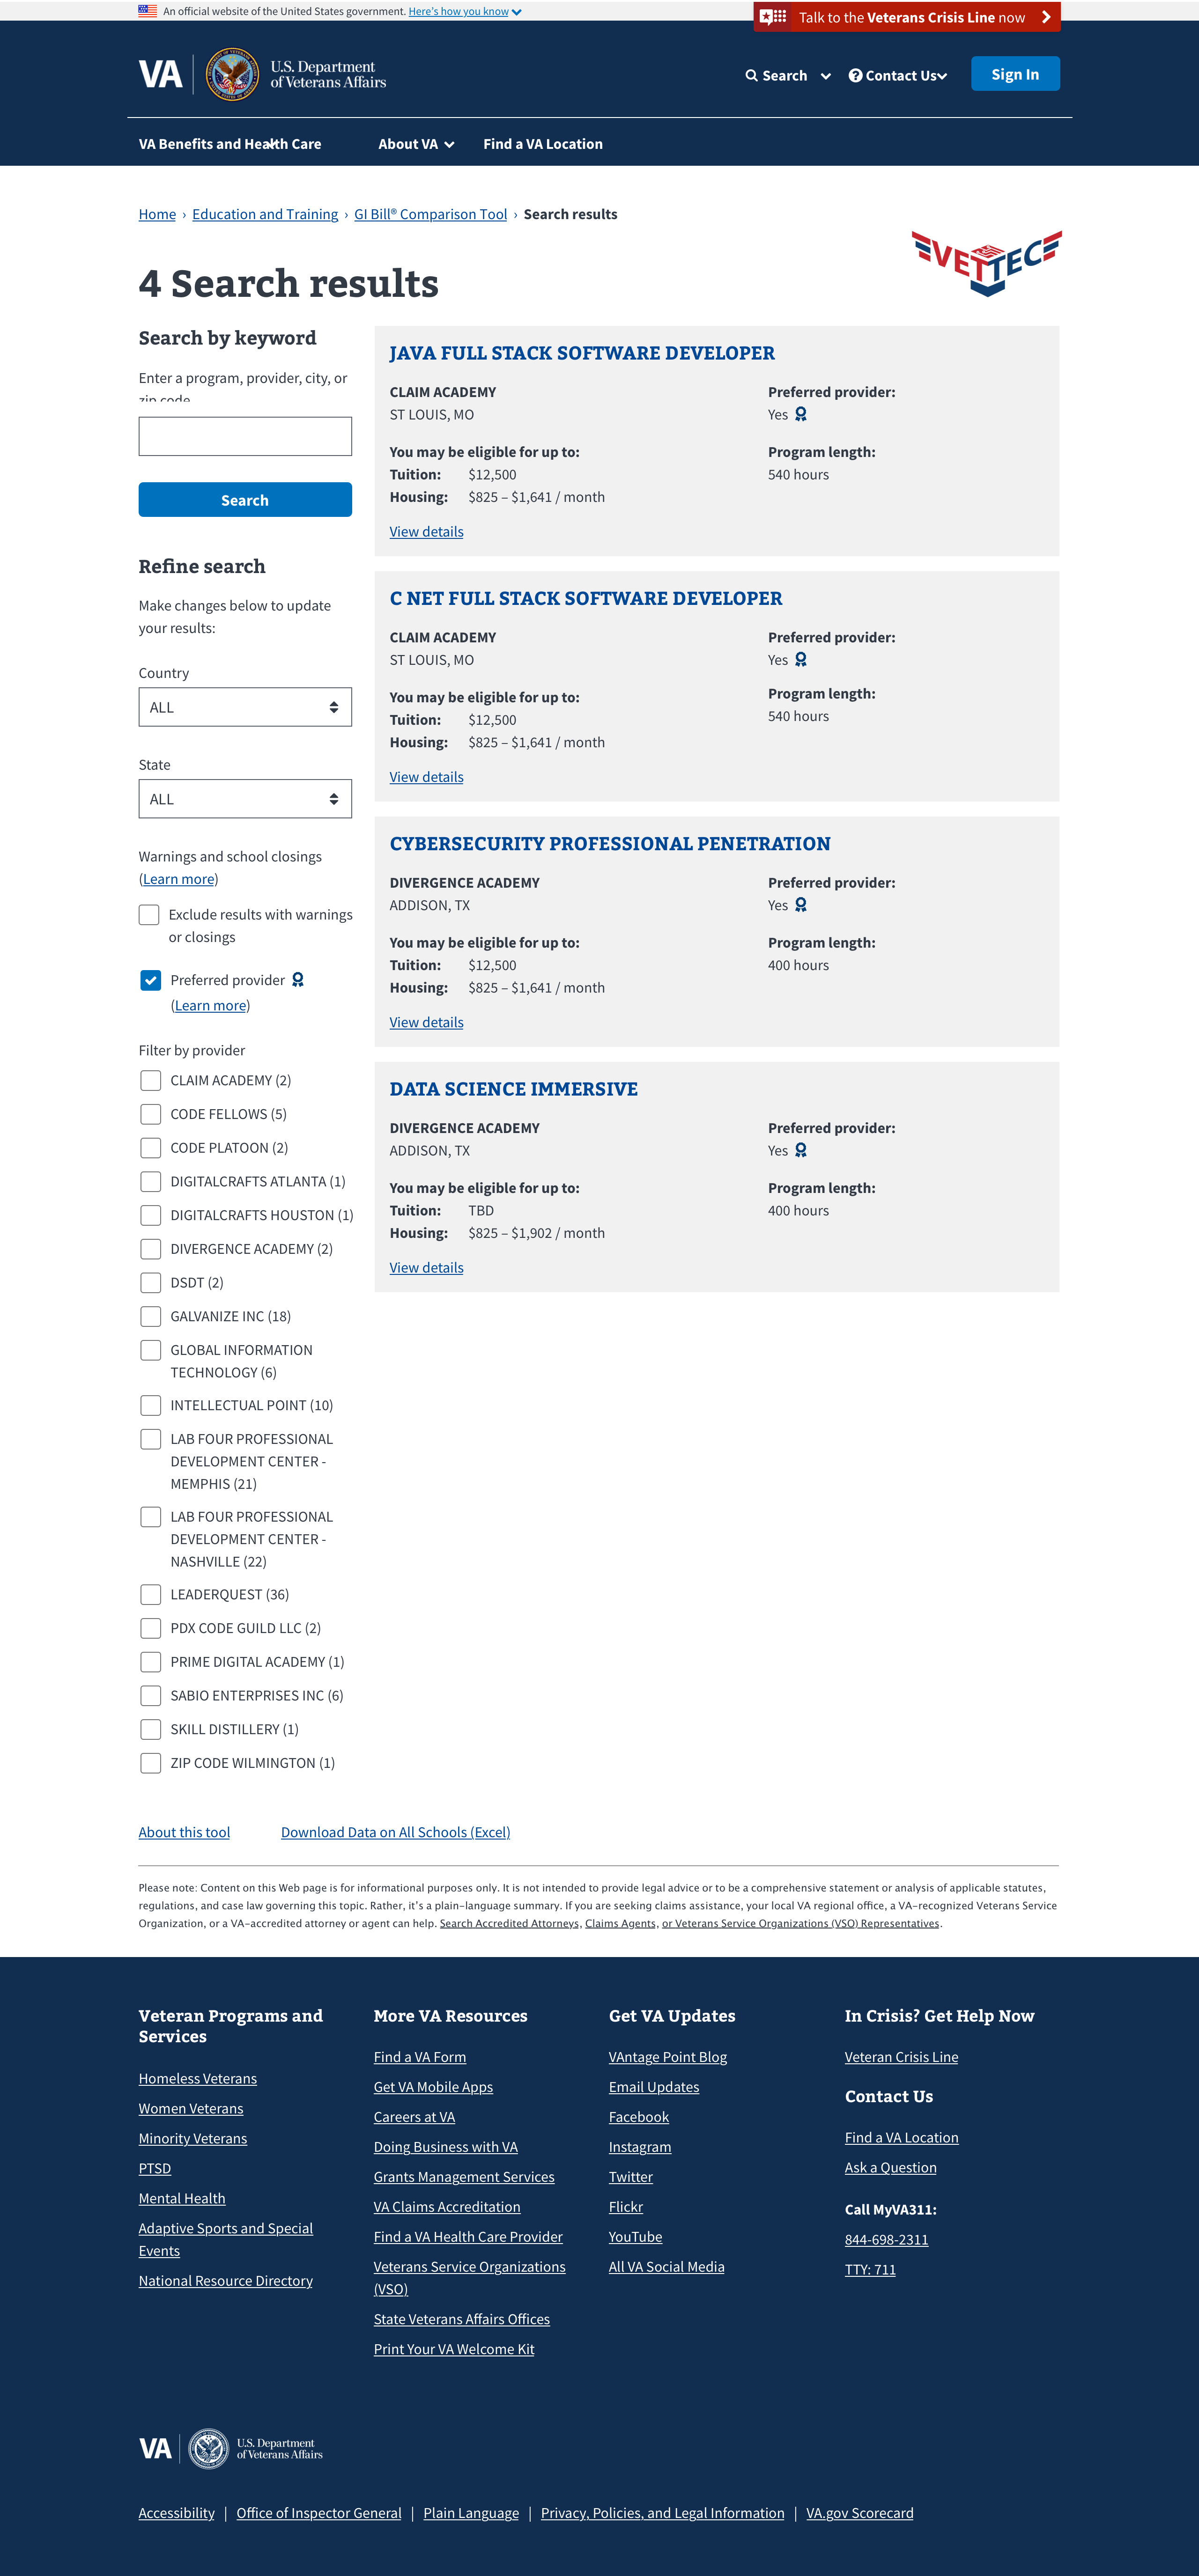 An official website of the United States government. Here's how you know
Talk to the Veterans Crisis Line now
VA
U.S. Department
of Veterans Affairs
Search
Contact Us
Sign In
VA Benefits and Health Care
About VA
Find a VA Location
Home › Education and Training › GI Bill® Comparison Tool › Search results
VET TEC
4 Search results
Search by keyword
Enter a program, provider, city, or
zip code
Search
Refine search
Make changes below to update
your results:
Country
ALL
State
ALL
Warnings and school closings
(Learn more)
Exclude results with warnings
or closings
Preferred provider
(Learn more)
Filter by provider
CLAIM ACADEMY (2)
CODE FELLOWS (5)
CODE PLATOON (2)
DIGITALCRAFTS ATLANTA (1)
DIGITALCRAFTS HOUSTON (1)
DIVERGENCE ACADEMY (2)
DSDT (2)
GALVANIZE INC (18)
GLOBAL INFORMATION
TECHNOLOGY (6)
INTELLECTUAL POINT (10)
LAB FOUR PROFESSIONAL
DEVELOPMENT CENTER -
MEMPHIS (21)
LAB FOUR PROFESSIONAL
DEVELOPMENT CENTER -
NASHVILLE (22)
LEADERQUEST (36)
PDX CODE GUILD LLC (2)
PRIME DIGITAL ACADEMY (1)
SABIO ENTERPRISES INC (6)
SKILL DISTILLERY (1)
ZIP CODE WILMINGTON (1)
JAVA FULL STACK SOFTWARE DEVELOPER
CLAIM ACADEMY
ST LOUIS, MO
Preferred provider:
Yes
You may be eligible for up to:
Tuition: $12,500
Housing: $825 – $1,641 / month
Program length:
540 hours
View details
C NET FULL STACK SOFTWARE DEVELOPER
CLAIM ACADEMY
ST LOUIS, MO
Preferred provider:
Yes
You may be eligible for up to:
Tuition: $12,500
Housing: $825 – $1,641 / month
Program length:
540 hours
View details
CYBERSECURITY PROFESSIONAL PENETRATION
DIVERGENCE ACADEMY
ADDISON, TX
Preferred provider:
Yes
You may be eligible for up to:
Tuition: $12,500
Housing: $825 – $1,641 / month
Program length:
400 hours
View details
DATA SCIENCE IMMERSIVE
DIVERGENCE ACADEMY
ADDISON, TX
Preferred provider:
Yes
You may be eligible for up to:
Tuition: TBD
Housing: $825 – $1,902 / month
Program length:
400 hours
View details
About this tool
Download Data on All Schools (Excel)
Please note: Content on this Web page is for informational purposes only. It is not intended to provide legal advice or to be a comprehensive statement or analysis of applicable statutes,
regulations, and case law governing this topic. Rather, it's a plain-language summary. If you are seeking claims assistance, your local VA regional office, a VA-recognized Veterans Service
Organization, or a VA-accredited attorney or agent can help. Search Accredited Attorneys, Claims Agents, or Veterans Service Organizations (VSO) Representatives.
Veteran Programs and
Services
Homeless Veterans
Women Veterans
Minority Veterans
PTSD
Mental Health
Adaptive Sports and Special
Events
National Resource Directory
More VA Resources
Find a VA Form
Get VA Mobile Apps
Careers at VA
Doing Business with VA
Grants Management Services
VA Claims Accreditation
Find a VA Health Care Provider
Veterans Service Organizations
(VSO)
State Veterans Affairs Offices
Print Your VA Welcome Kit
Get VA Updates
VAntage Point Blog
Email Updates
Facebook
Instagram
Twitter
Flickr
YouTube
All VA Social Media
In Crisis? Get Help Now
Veteran Crisis Line
Contact Us
Find a VA Location
Ask a Question
Call MyVA311:
844-698-2311
TTY: 711
VA
U.S. Department
of Veterans Affairs
Accessibility | Office of Inspector General | Plain Language | Privacy, Policies, and Legal Information | VA.gov Scorecard